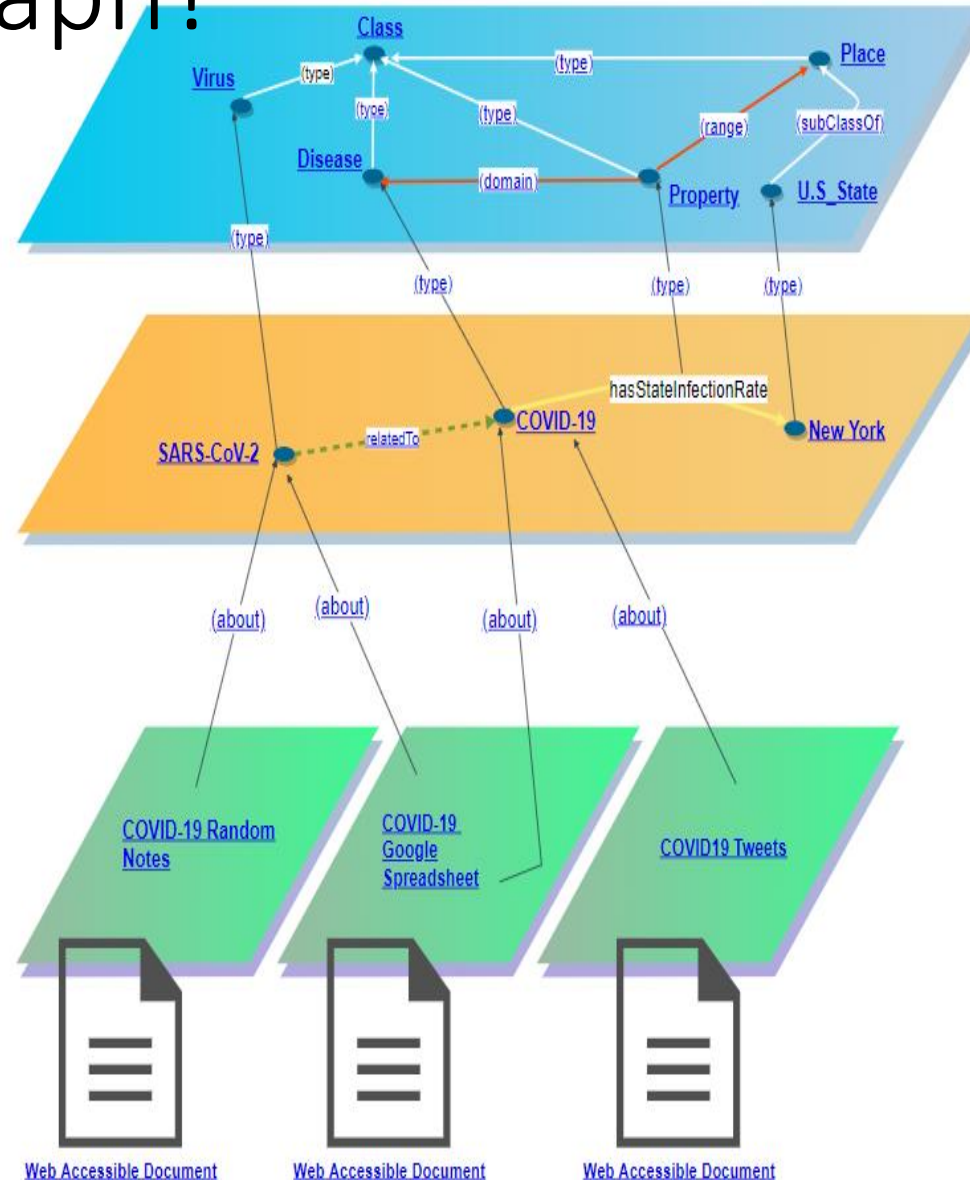 aph?
Class
Place
(type)
Virus
(type)
(type)
(type)
(range)
(subClassOf)
Disease
(domain)
Property
U.S_State
(type)
(type)
(type)
(type)
hasStateInfectionRate
COVID-19
relatedTo
New York
SARS-CoV-2
(about)
(about)
(about)
(about)
COVID-19 Random
Notes
COVID-19
Google
Spreadsheet
COVID19 Tweets
Web Accessible Document
Web Accessible Document
Web Accessible Document